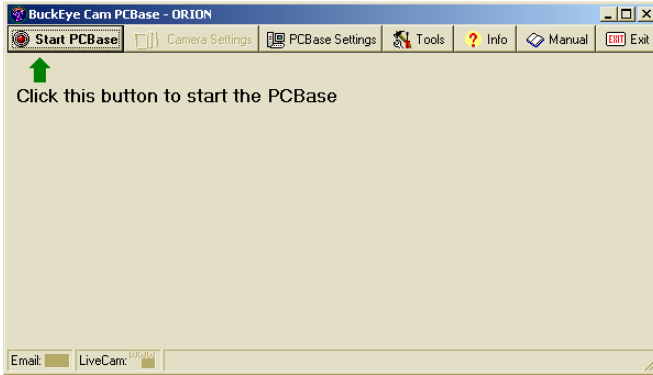 BuckEye Cam PCBase - ORION
Start PCBase Camera Settings PCBase Settings Tools ? Info Manual EXIT Exit
Click this button to start the PCBase
Email: LiveCam: www